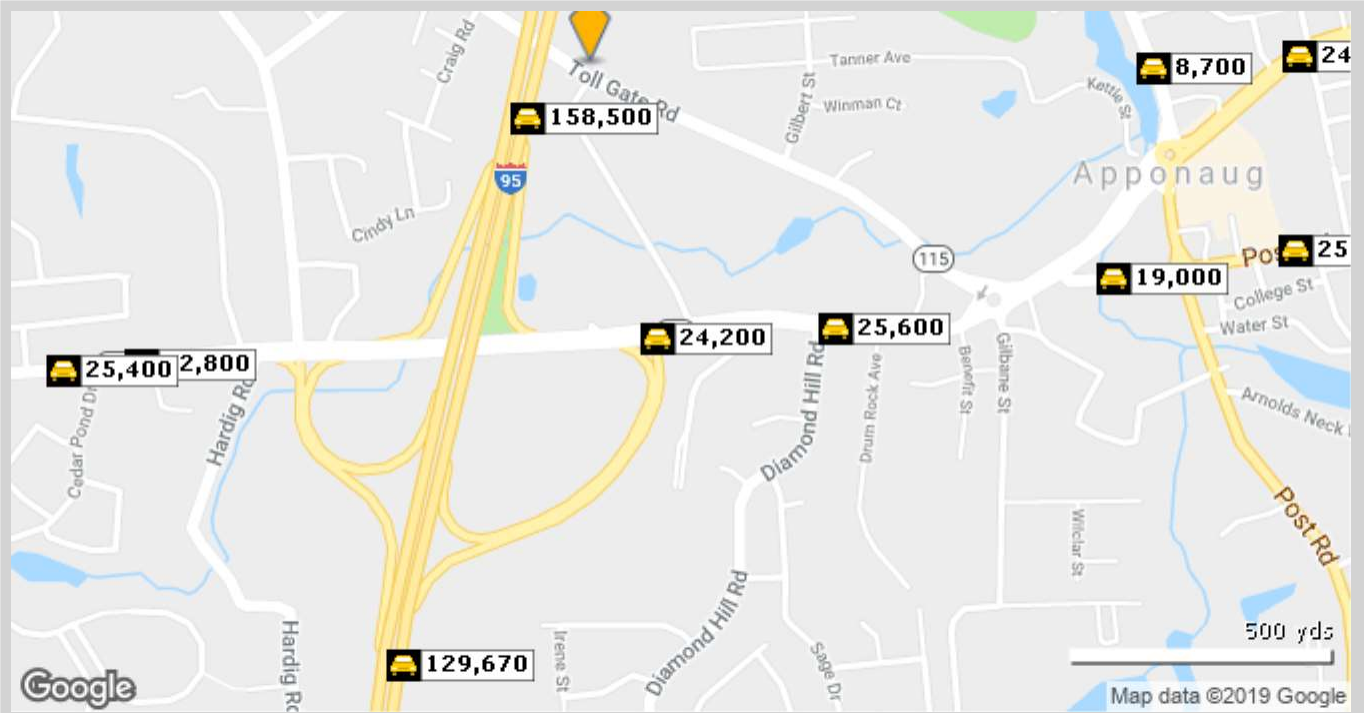 Craig Rd
Toll Gate Rd
Tanner Ave
Gilbert St
Winman Ct
8,700
24
Kettle St
158,500
95
Apponaug
Cindy Ln
115
25
19,000
College St
Water St
24,200
25,600
25,400
2,800
Hardig Rd
Cedar Pond Dr
Diamond Hill Rd
Drum Rock Ave
Benefit St
Gilbane St
Arnolds Neck
Post Rd
Wilclar St
Diamond Hill Rd
Irene St
Sage Dr
Hardig Rd
129,670
500 yds
Google
Map data ©2019 Google